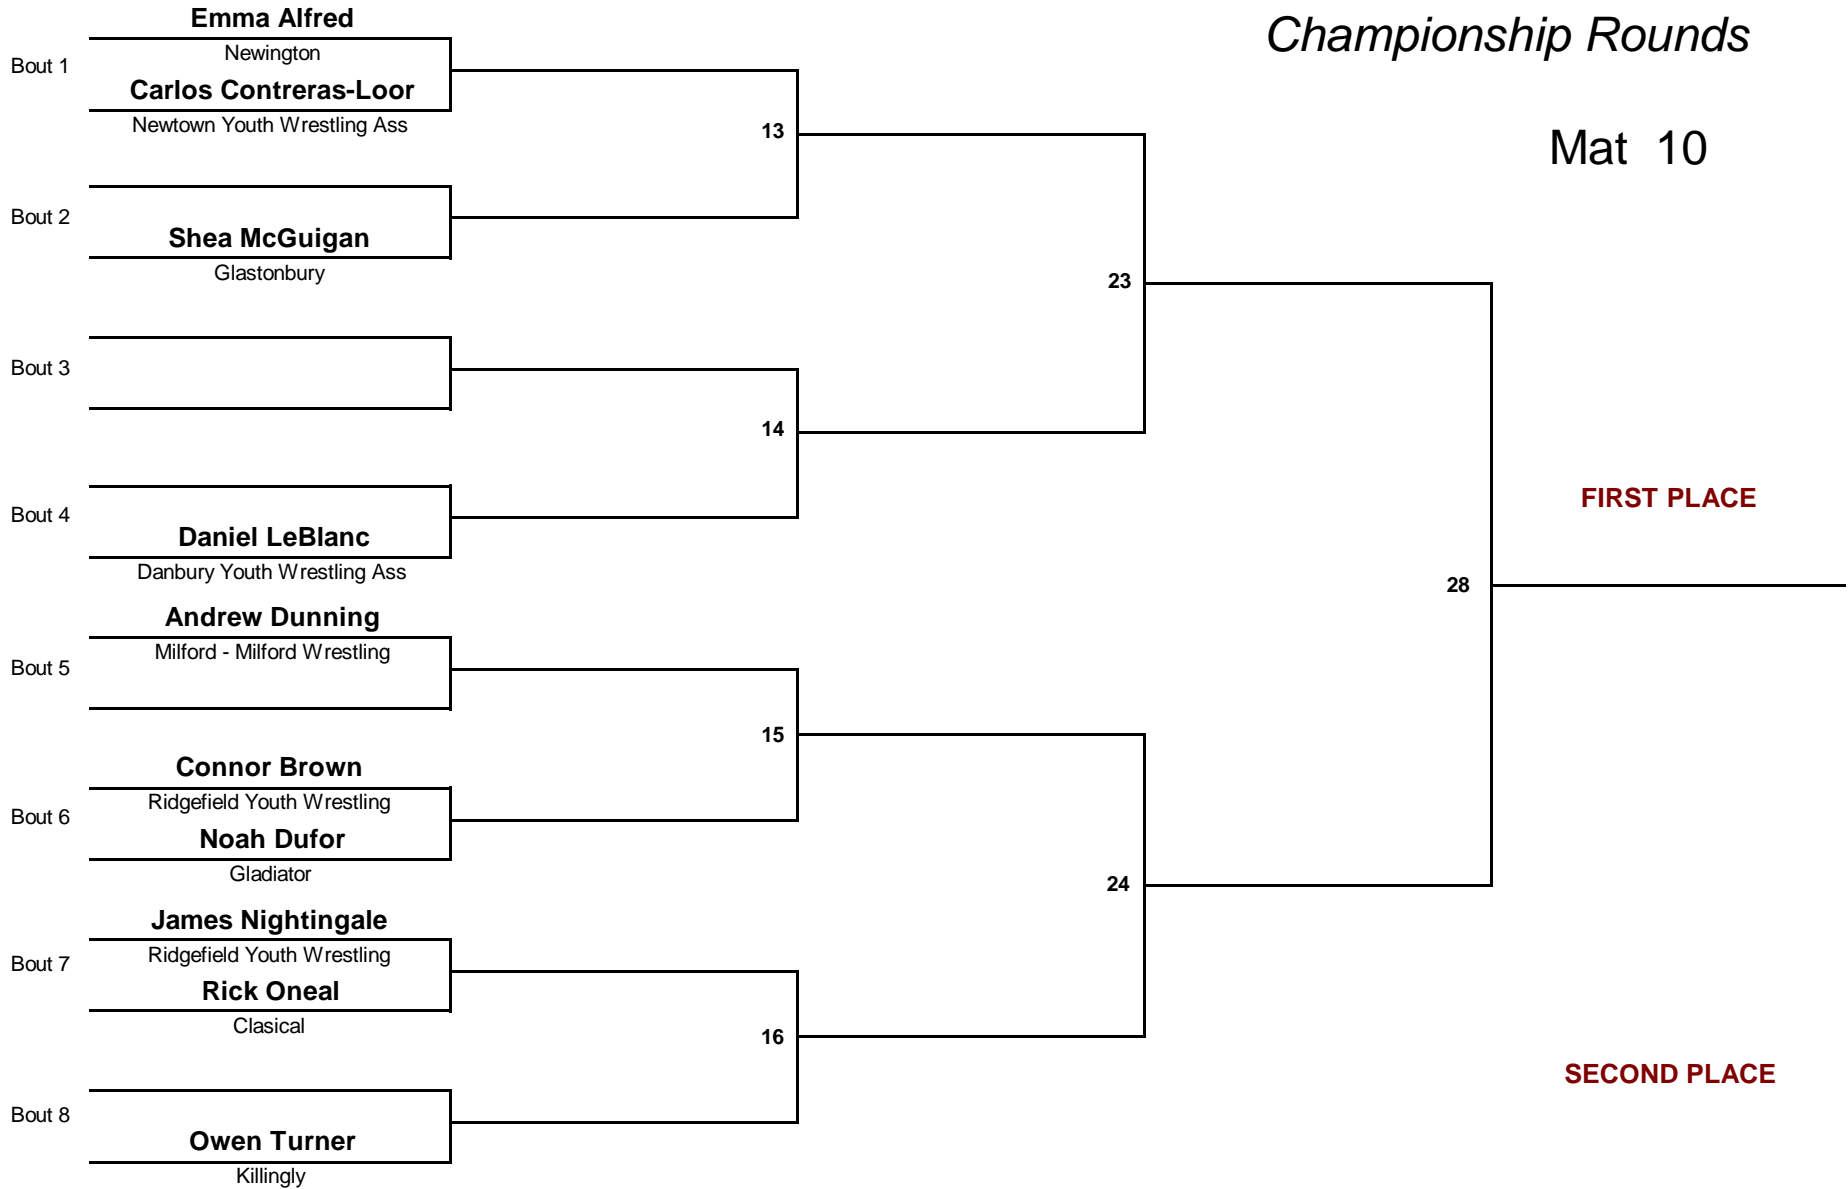 Emma Alfred
Championship Rounds
Bout 1
Newington
Carlos Contreras-Loor
Newtown Youth Wrestling Ass
13
Mat 10
Bout 2
Shea McGuigan
Glastonbury
23
Bout 3
14
FIRST PLACE
Bout 4
Daniel LeBlanc
Danbury Youth Wrestling Ass
28
Andrew Dunning
Milford - Milford Wrestling
Bout 5
15
Connor Brown
Ridgefield Youth Wrestling
Bout 6
Noah Dufor
Gladiator
24
James Nightingale
Ridgefield Youth Wrestling
Bout 7
Rick Oneal
Clasical
16
SECOND PLACE
Bout 8
Owen Turner
Killingly